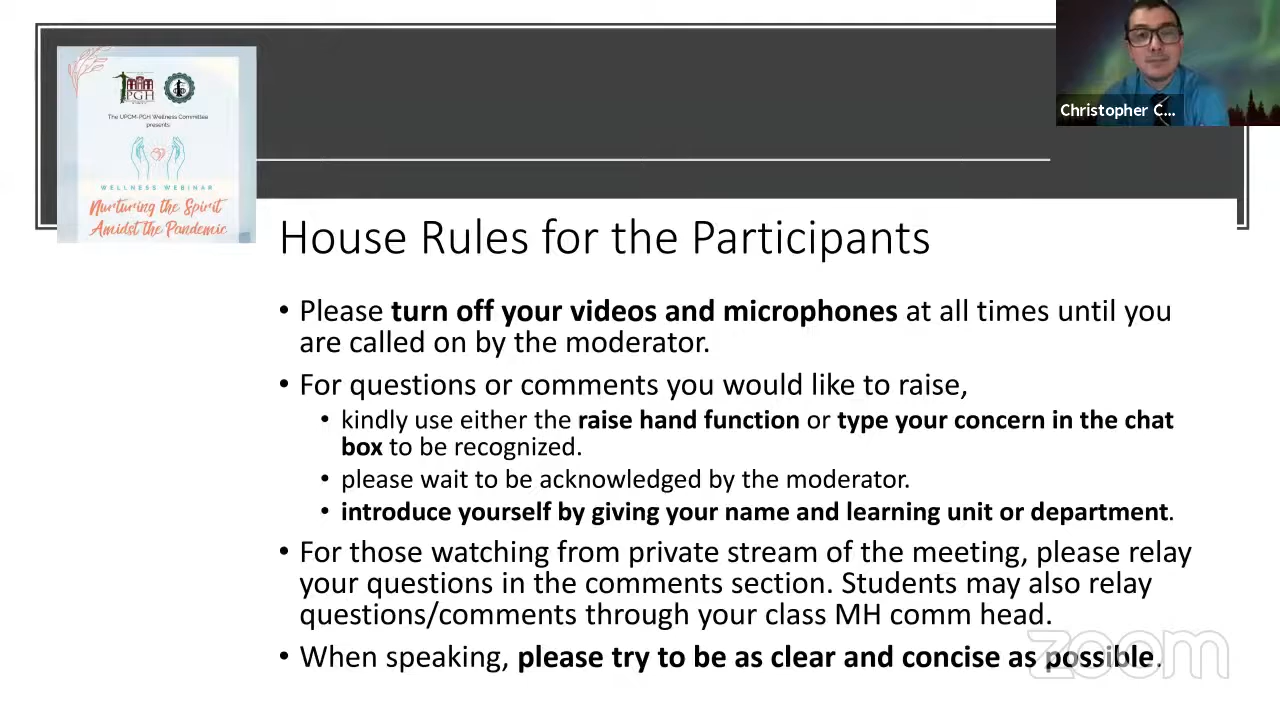 PGH
The UPCM-PGH Wellness Committee
presents
WELLNESS WEBINAR
Nurturing the Spirit
Amidst the Pandemic
Christopher C...
House Rules for the Participants
• Please turn off your videos and microphones at all times until you
are called on by the moderator.
• For questions or comments you would like to raise,
• kindly use either the raise hand function or type your concern in the chat
box to be recognized.
• please wait to be acknowledged by the moderator.
• introduce yourself by giving your name and learning unit or department.
• For those watching from private stream of the meeting, please relay
your questions in the comments section. Students may also relay
questions/comments through your class MH comm head.
• When speaking, please try to be as clear and concise as possible.
zoom